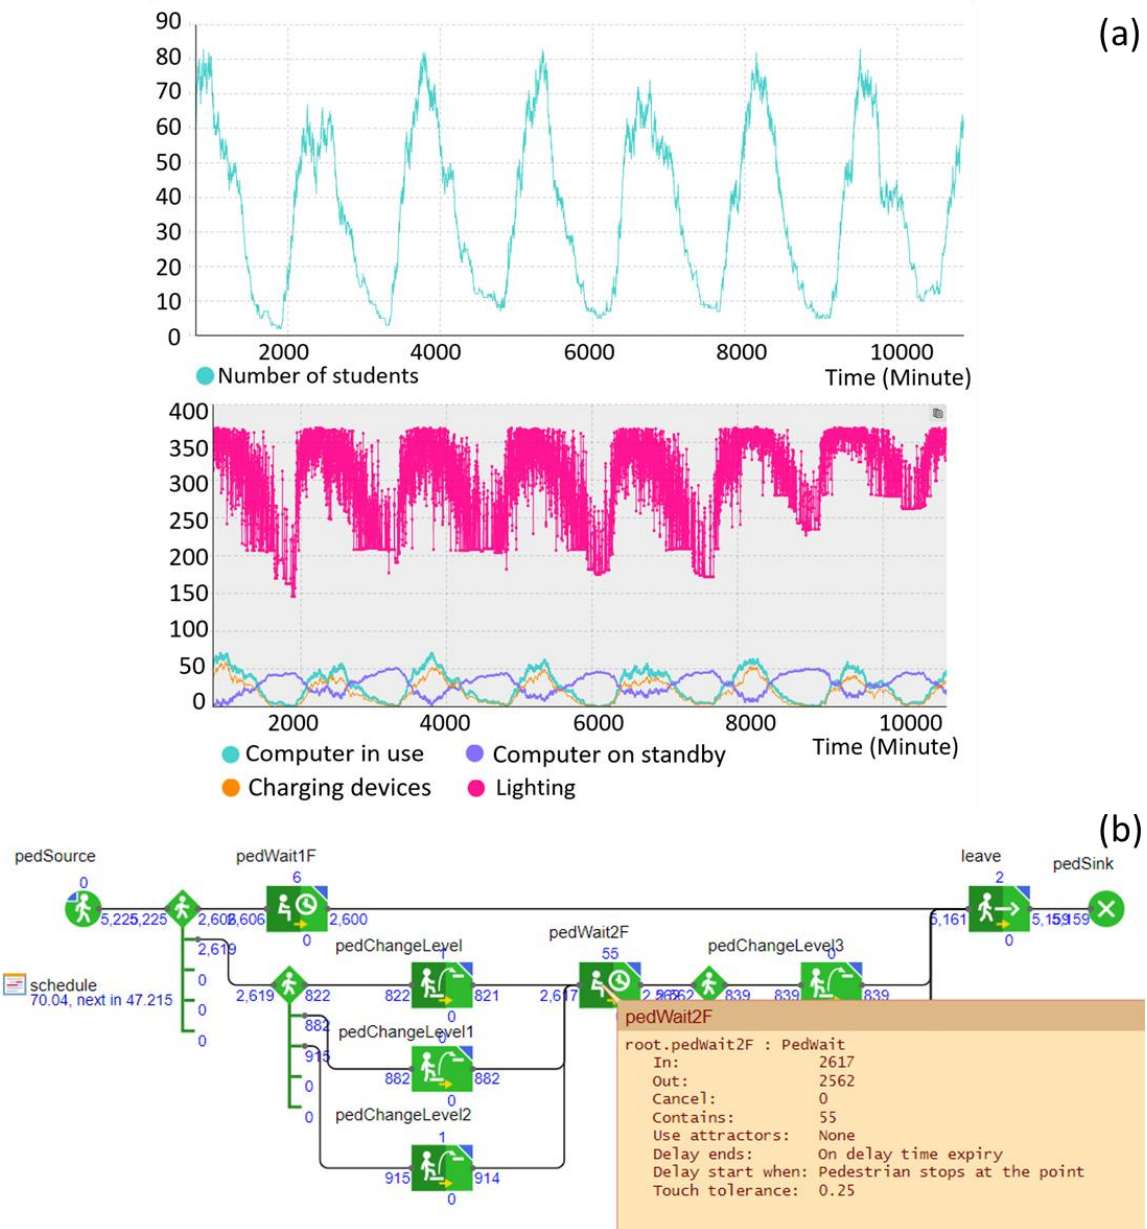 (a)
90
80
70
60
50
40
30
20
10
0
2000 4000 6000 8000 10000
Number of students Time (Minute)
400
350
300
250
200
150
100
50
0
2000 4000 6000 8000 10000
Time (Minute)
Computer in use Computer on standby
Charging devices Lighting
(b)
pedSource pedWait1F leave pedSink
0 6 2
5,225 5,225 2,606 2,600 5,161
0 0
2,619 pedChangeLevel pedWait2F pedChangeLevel3
1 55 0
0
schedule
70.04, next in 47.215
2,619 822 822 821 2,617 839 839 839
0 0
882 pedChangeLevel1
0
915
882 882
0 0
0 pedChangeLevel2
1
915 914
0
pedWait2F
root.pedWait2F : PedWait
In: 2617
Out: 2562
Cancel: 0
Contains: 55
Use attractors: None
Delay ends: On delay time expiry
Delay start when: Pedestrian stops at the point
Touch tolerance: 0.25